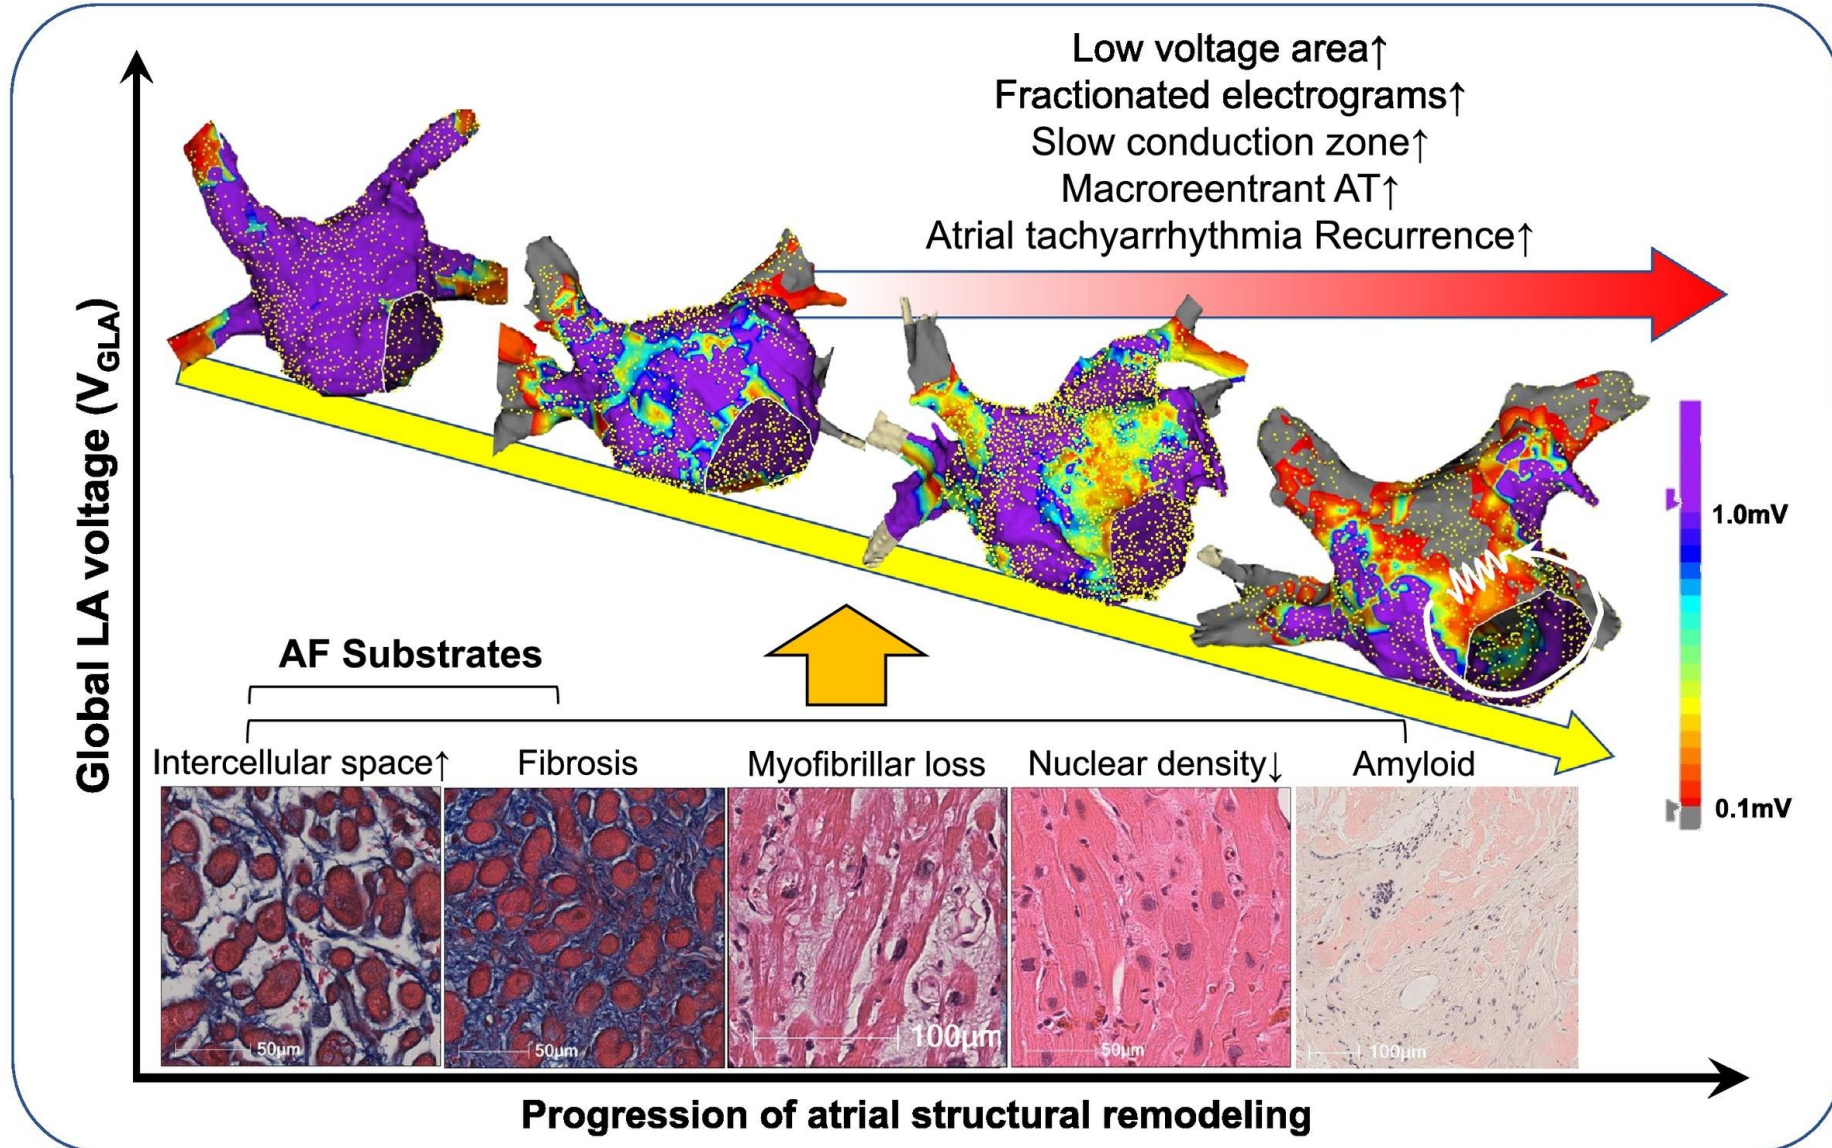 Low voltage area↑
Fractionated electrograms↑
Slow conduction zone↑
Macroreentrant AT↑
Atrial tachyarrhythmia Recurrence↑
Global LA voltage (VGLA)
1.0mV
0.1mV
AF Substrates
Intercellular space↑
Fibrosis
Myofibrillar loss
Nuclear density↓
Amyloid
50μm
50μm
100μm
50μm
100μm
Progression of atrial structural remodeling